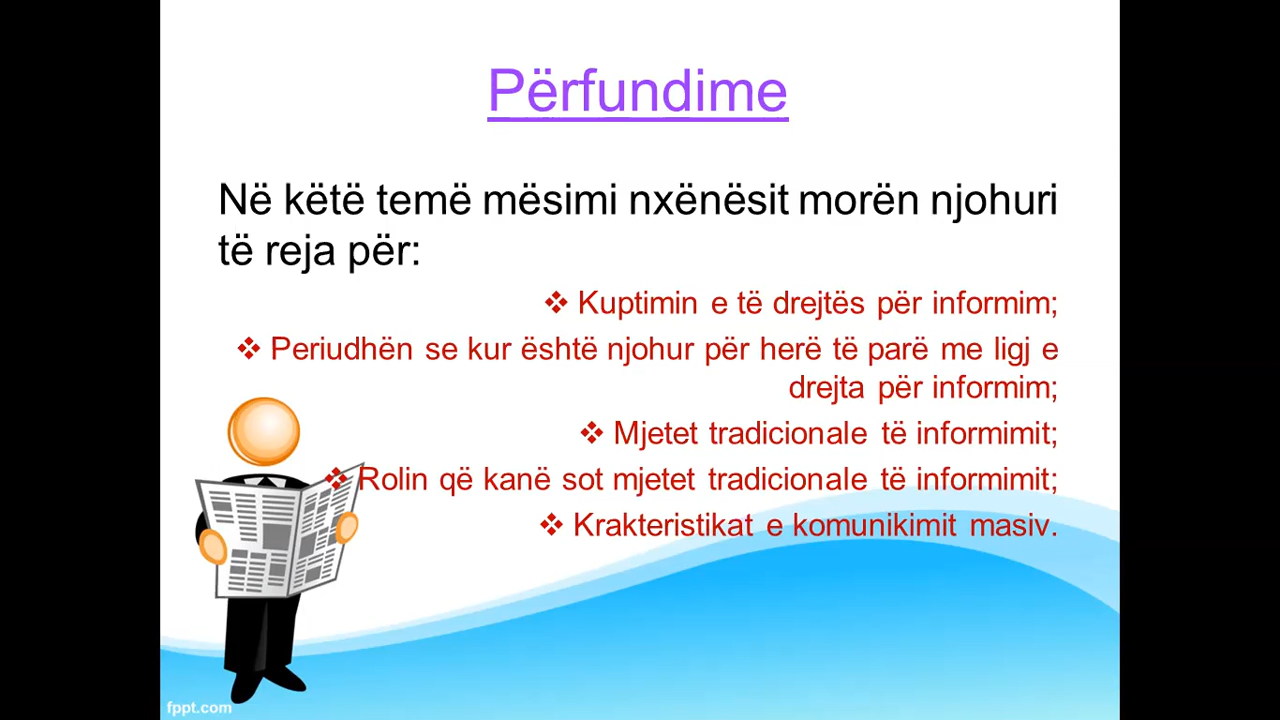 Përfundime
Në këtë temë mësimi nxënësit morën njohuri
të reja për:
❖ Kuptimin e të drejtës për informim;
❖ Periudhën se kur është njohur për herë të parë me ligj e
drejta për informim;
❖ Mjetet tradicionale të informimit;
❖ Rolin që kanë sot mjetet tradicionale të informimit;
❖ Krakteristikat e komunikimit masiv.
fppt.com